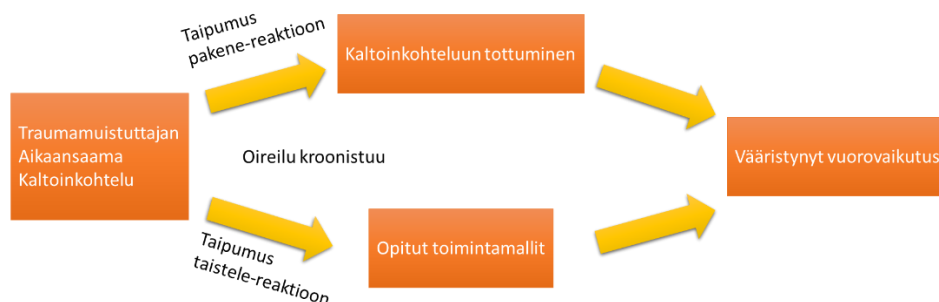 Taipumus
pakene-reaktioon
Kaltoinkohteluun tottuminen
Traumamuistuttajan
Aikaansaama
Kaltoinkohtelu
Oireilu kroonistuu
Vääristynyt vuorovaikutus
Taipumus
taistele-reaktioon
Opitut toimintamallit